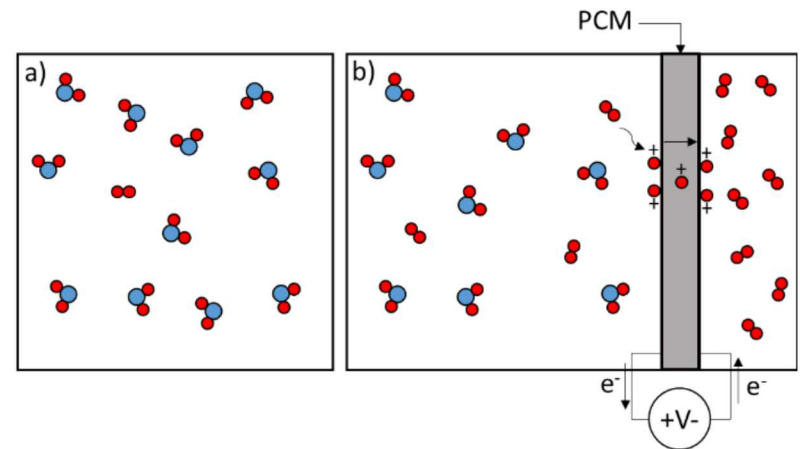 PCM
a)
b)
+
+
+
+
+
e-
e-
+V-